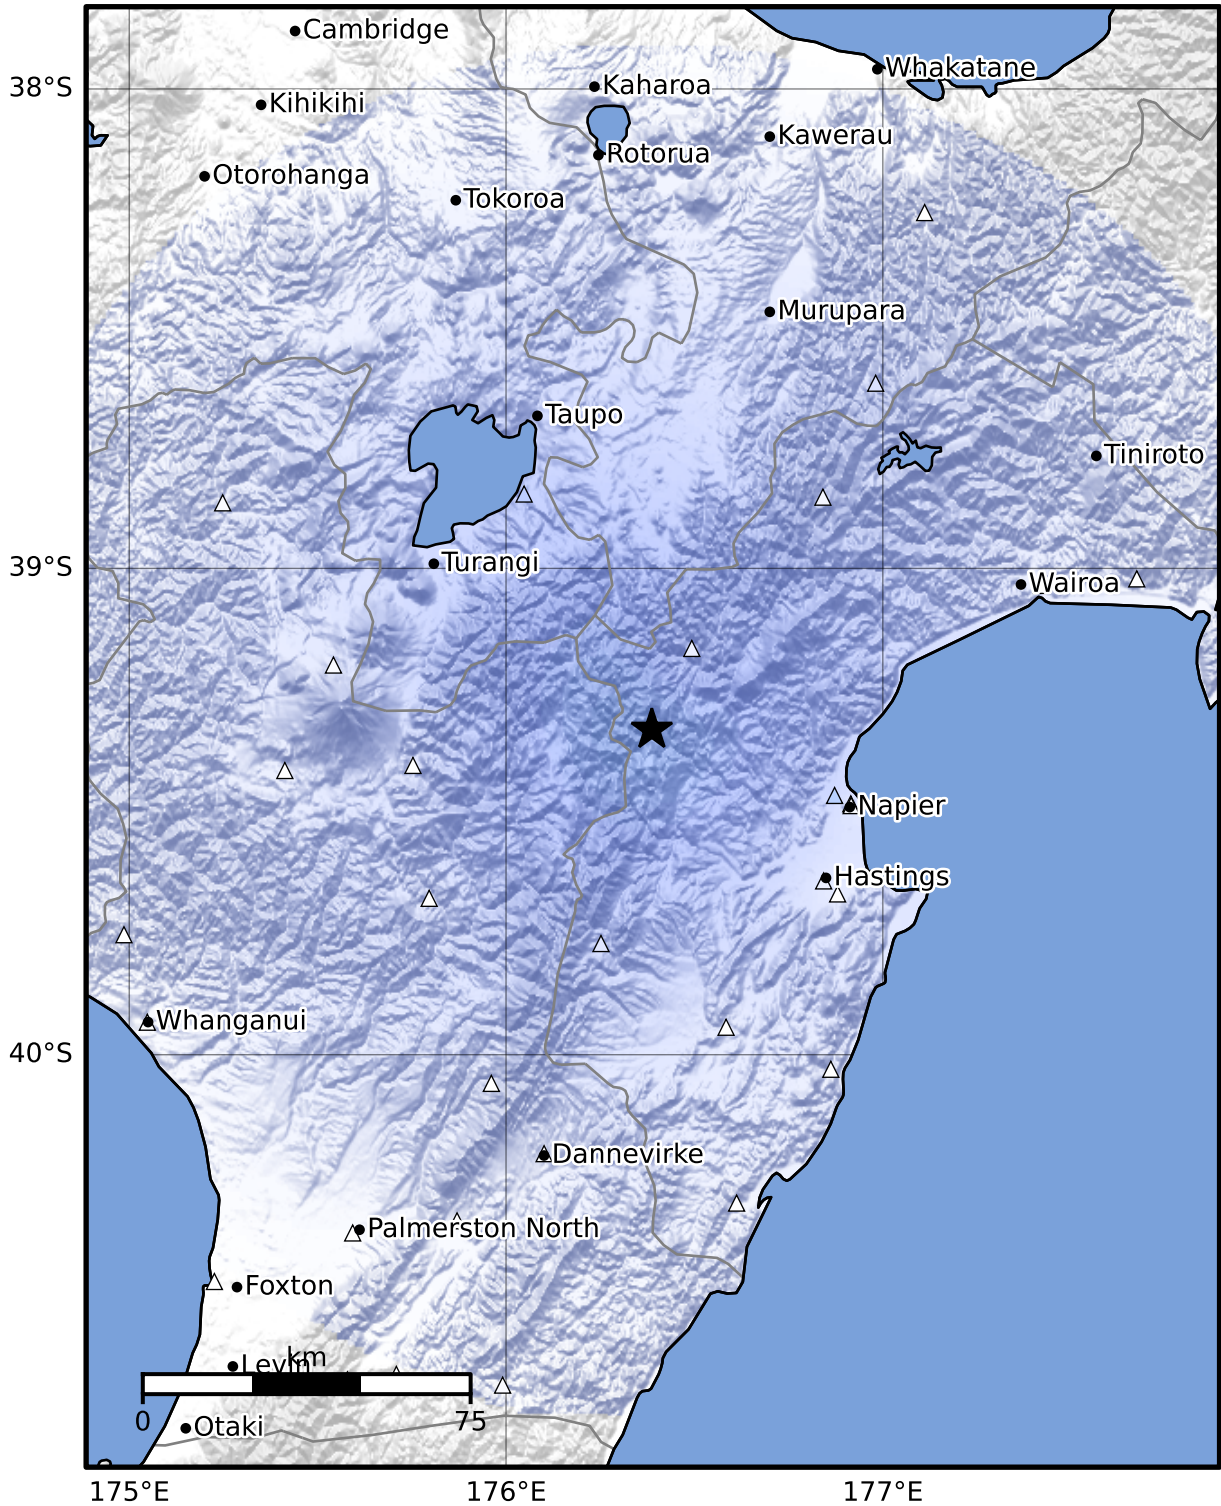 Cambridge
Whakatane
38°S
Kaharoa
Kihikihi
Kawerau
Rotorua
Otorohanga
Tokoroa
Murupara
Taupo
Tiniroto
Turangi
39°S
Wairoa
Napier
Hastings
Whanganui
40°S
Dannevirke
Palmerston North
Foxton
km
Levin
0
75
Otaki
175°E
176°E
177°E